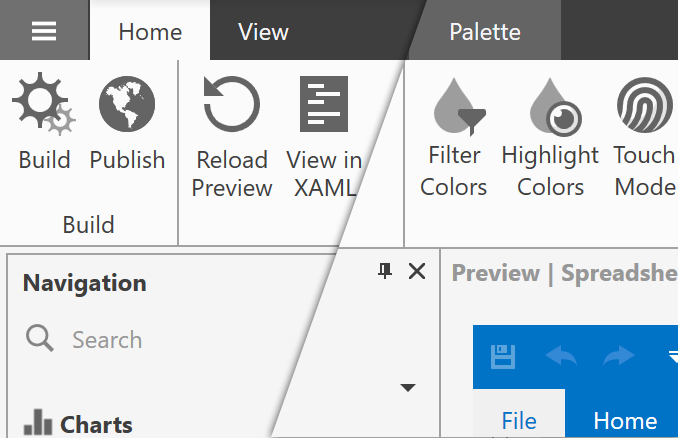 Home View Palette
Build Publish Reload Preview View in XAML Filter Colors Highlight Colors Touch Mode
Build
Navigation Preview | Spreadshe
Search
Charts
File Home